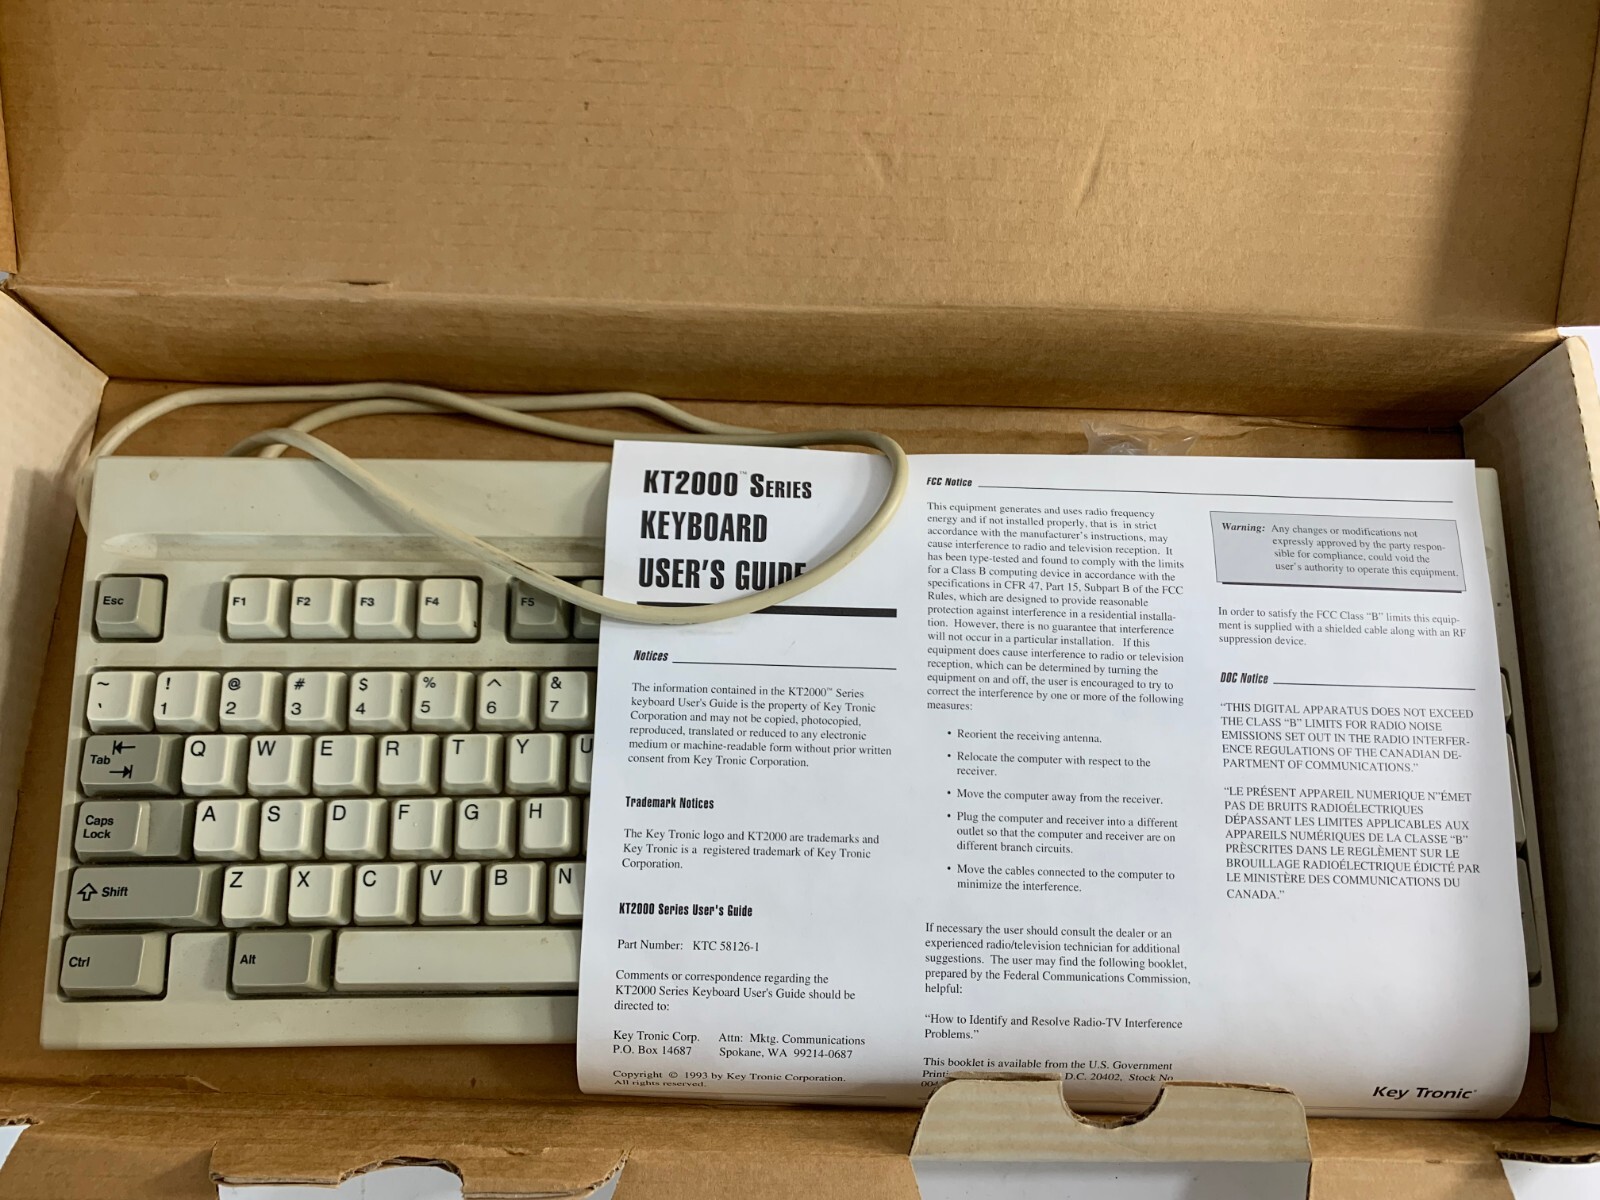 KT2000™ SERIES
KEYBOARD
USER'S GUIDE
Notices
The information contained in the KT2000™ Series
keyboard User's Guide is the property of Key Tronic
Corporation and may not be copied, photocopied,
reproduced, translated or reduced to any electronic
medium or machine-readable form without prior written
consent from Key Tronic Corporation.
Trademark Notices
The Key Tronic logo and KT2000 are trademarks and
Key Tronic is a registered trademark of Key Tronic
Corporation.
KT2000 Series User's Guide
Part Number: KTC 58126-1
Comments or correspondence regarding the
KT2000 Series Keyboard User's Guide should be
directed to:
Key Tronic Corp. Attn: Mktg. Communications
P.O. Box 14687 Spokane, WA 99214-0687
Copyright © 1993 by Key Tronic Corporation.
All rights reserved.
FCC Notice
This equipment generates and uses radio frequency
energy and if not installed properly, that is in strict
accordance with the manufacturer's instructions, may
cause interference to radio and television reception. It
has been type-tested and found to comply with the limits
for a Class B computing device in accordance with the
specifications in CFR 47, Part 15, Subpart B of the FCC
Rules, which are designed to provide reasonable
protection against interference in a residential installa-
tion. However, there is no guarantee that interference
will not occur in a particular installation. If this
equipment does cause interference to radio or television
reception, which can be determined by turning the
equipment on and off, the user is encouraged to try to
correct the interference by one or more of the following
measures:
• Reorient the receiving antenna.
• Relocate the computer with respect to the
receiver.
• Move the computer away from the receiver.
• Plug the computer and receiver into a different
outlet so that the computer and receiver are on
different branch circuits.
• Move the cables connected to the computer to
minimize the interference.
If necessary the user should consult the dealer or an
experienced radio/television technician for additional
suggestions. The user may find the following booklet,
prepared by the Federal Communications Commission,
helpful:
"How to Identify and Resolve Radio-TV Interference
Problems."
This booklet is available from the U.S. Government
D.C. 20402, Stock No.
Warning: Any changes or modifications not
expressly approved by the party respon-
sible for compliance, could void the
user's authority to operate this equipment.
In order to satisfy the FCC Class "B" limits this equip-
ment is supplied with a shielded cable along with an RF
suppression device.
DOC Notice
"THIS DIGITAL APPARATUS DOES NOT EXCEED
THE CLASS "B" LIMITS FOR RADIO NOISE
EMISSIONS SET OUT IN THE RADIO INTERFER-
ENCE REGULATIONS OF THE CANADIAN DE-
PARTMENT OF COMMUNICATIONS."
"LE PRÉSENT APPAREIL NUMERIQUE N"ÉMET
PAS DE BRUITS RADIOÉLECTRIQUES
DÉPASSANT LES LIMITES APPLICABLES AUX
APPAREILS NUMÉRIQUES DE LA CLASSE "B"
PRÈSCRITES DANS LE REGLÈMENT SUR LE
BROUILLAGE RADIOÉLECTRIQUE ÉDICTÉ PAR
LE MINISTÈRE DES COMMUNICATIONS DU
CANADA."
Key Tronic
Esc F1 F2 F3 F4 F5
~ ! @ # $ % ^ &
` 1 2 3 4 5 6 7
Tab Q W E R T Y U
Caps
Lock A S D F G H
Shift Z X C V B N
Ctrl Alt